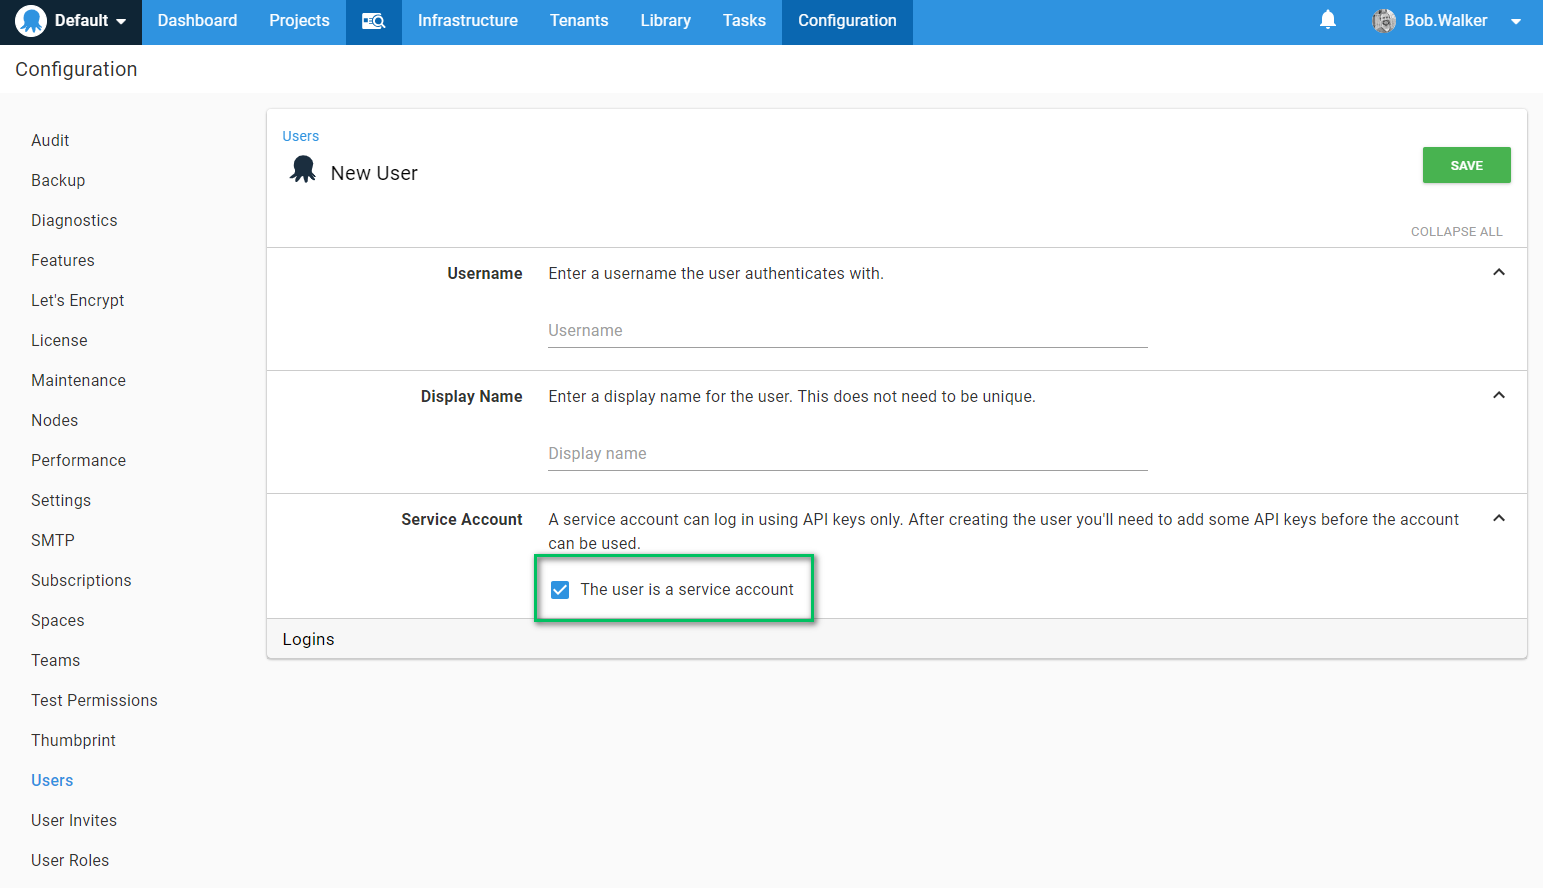 Default Dashboard Projects Infrastructure Tenants Library Tasks Configuration Bob.Walker
Configuration
Audit
Backup
Diagnostics
Features
Let's Encrypt
License
Maintenance
Nodes
Performance
Settings
SMTP
Subscriptions
Spaces
Teams
Test Permissions
Thumbprint
Users
User Invites
User Roles
Users
New User
SAVE
COLLAPSE ALL
Username Enter a username the user authenticates with.
Username
Display Name Enter a display name for the user. This does not need to be unique.
Display name
Service Account A service account can log in using API keys only. After creating the user you'll need to add some API keys before the account
can be used.
The user is a service account
Logins